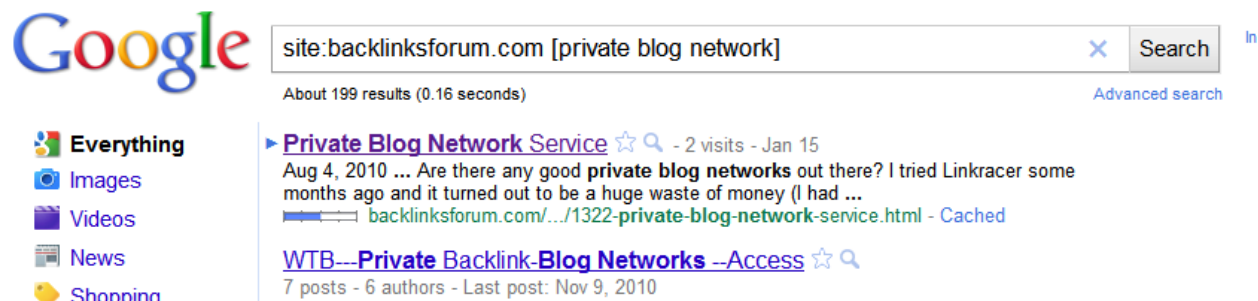 Google
site:backlinksforum.com [private blog network]
Search
In
About 199 results (0.16 seconds)
Advanced search
Everything
Images
Videos
News
Shopping
Private Blog Network Service - 2 visits - Jan 15
Aug 4, 2010 ... Are there any good private blog networks out there? I tried Linkracer some
months ago and it turned out to be a huge waste of money (I had ...
backlinksforum.com/.../1322-private-blog-network-service.html - Cached
WTB---Private Backlink-Blog Networks --Access
7 posts - 6 authors - Last post: Nov 9, 2010